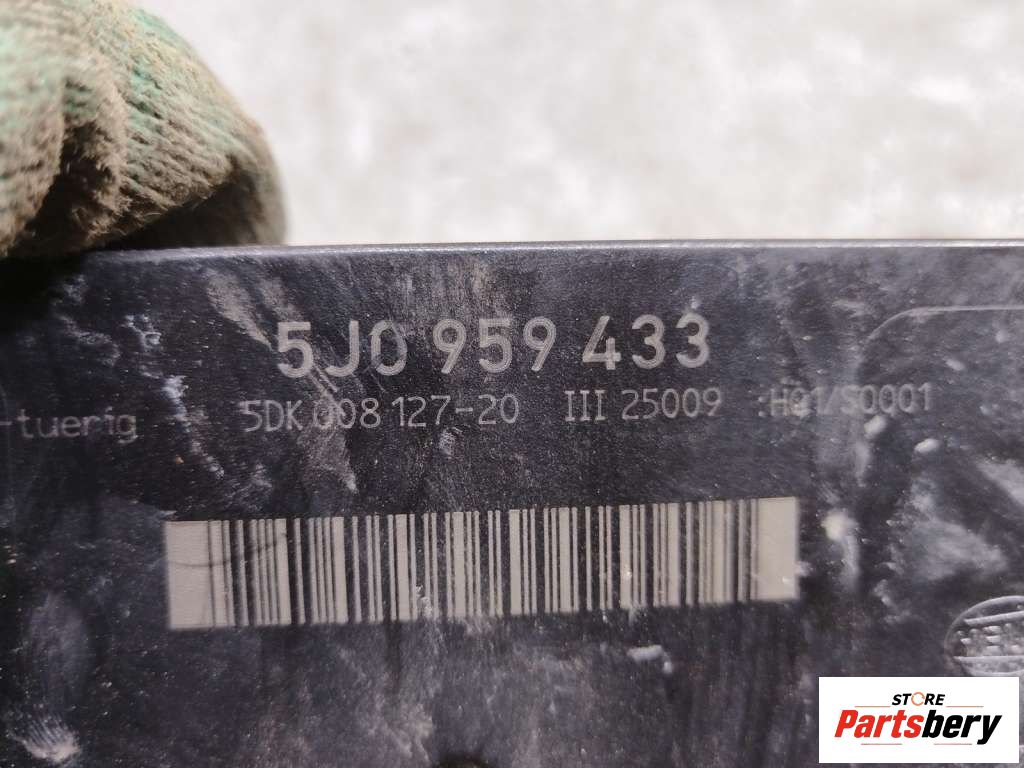 5J0 959 433
-tuerig 5DK 008 127-20 III 25009 :H01/S0001
STORE
Partsbery